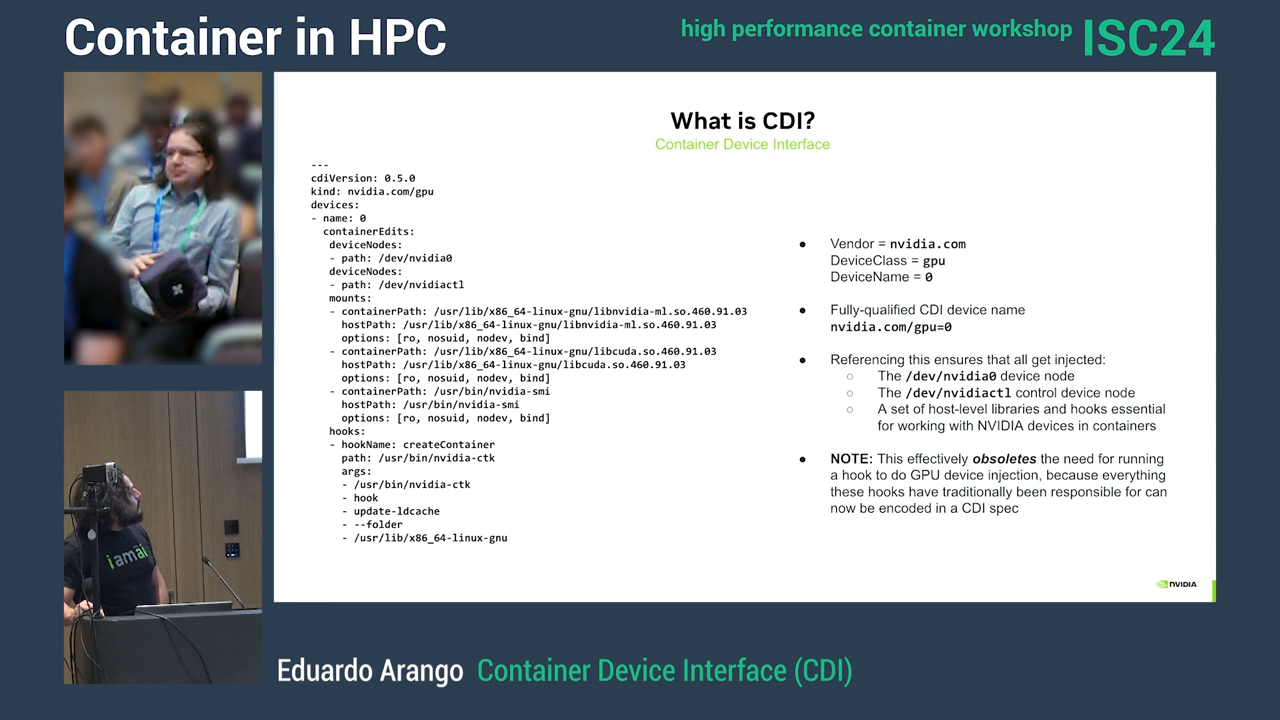 Container in HPC
high performance container workshop ISC24
What is CDI?
Container Device Interface
---
cdiVersion: 0.5.0
kind: nvidia.com/gpu
devices:
- name: 0
containerEdits:
deviceNodes:
- path: /dev/nvidia0
deviceNodes:
- path: /dev/nvidiactl
mounts:
- containerPath: /usr/lib/x86_64-linux-gnu/libnvidia-ml.so.460.91.03
hostPath: /usr/lib/x86_64-linux-gnu/libnvidia-ml.so.460.91.03
options: [ro, nosuid, nodev, bind]
- containerPath: /usr/lib/x86_64-linux-gnu/libcuda.so.460.91.03
hostPath: /usr/lib/x86_64-linux-gnu/libcuda.so.460.91.03
options: [ro, nosuid, nodev, bind]
- containerPath: /usr/bin/nvidia-smi
hostPath: /usr/bin/nvidia-smi
options: [ro, nosuid, nodev, bind]
hooks:
- hookName: createContainer
path: /usr/bin/nvidia-ctk
args:
- /usr/bin/nvidia-ctk
- hook
- update-ldcache
- --folder
- /usr/lib/x86_64-linux-gnu
● Vendor = nvidia.com
DeviceClass = gpu
DeviceName = 0
● Fully-qualified CDI device name
nvidia.com/gpu=0
● Referencing this ensures that all get injected:
○ The /dev/nvidia0 device node
○ The /dev/nvidiactl control device node
○ A set of host-level libraries and hooks essential
for working with NVIDIA devices in containers
● NOTE: This effectively obsoletes the need for running
a hook to do GPU device injection, because everything
these hooks have traditionally been responsible for can
now be encoded in a CDI spec
NVIDIA
i am ai
Eduardo Arango Container Device Interface (CDI)